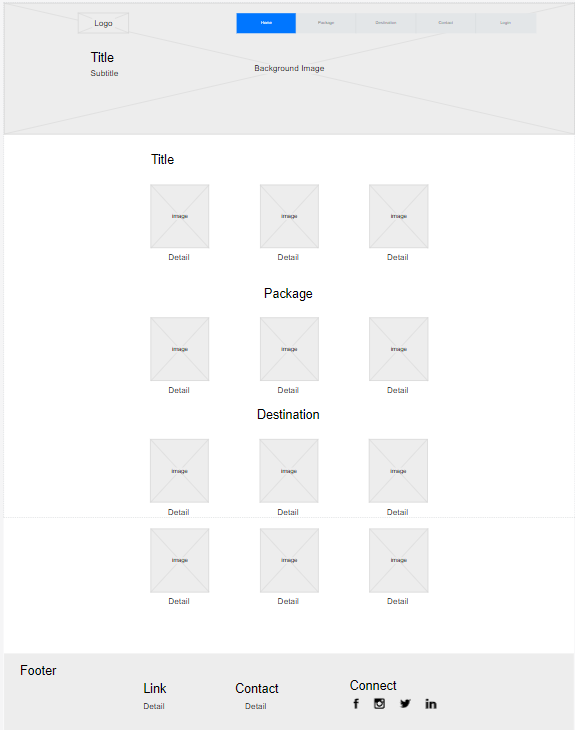 Logo
Home Package Destination Contact Login
Title
Subtitle
Background Image
Title
image image image
Detail Detail Detail
Package
image image image
Detail Detail Detail
Destination
image image image
Detail Detail Detail
image image image
Detail Detail Detail
Footer
Link Contact Connect
Detail Detail